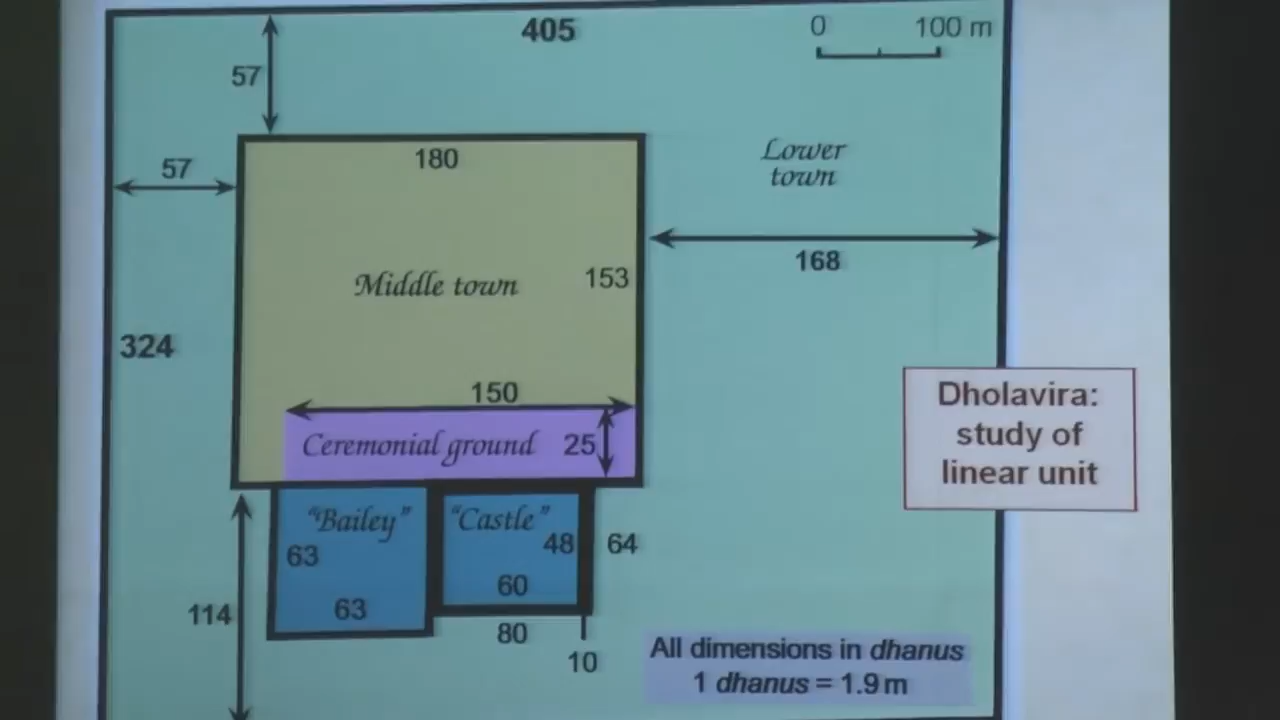 405
0 100 m
57
Lower
town
57
180
168
Middle town
153
324
150
Ceremonial ground 25
Dholavira:
study of
linear unit
"Bailey"
"Castle"
63
48
64
60
63
114
80
10
All dimensions in dhanus
1 dhanus = 1.9 m